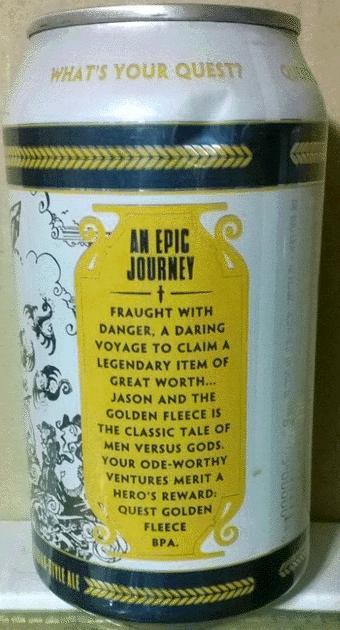 WHAT'S YOUR QUEST?
AN EPIC
JOURNEY
FRAUGHT WITH
DANGER, A DARING
VOYAGE TO CLAIM A
LEGENDARY ITEM OF
GREAT WORTH...
JASON AND THE
GOLDEN FLEECE IS
THE CLASSIC TALE OF
MEN VERSUS GODS.
YOUR ODE-WORTHY
VENTURES MERIT A
HERO'S REWARD:
QUEST GOLDEN
FLEECE
BPA.
STYLE ALE